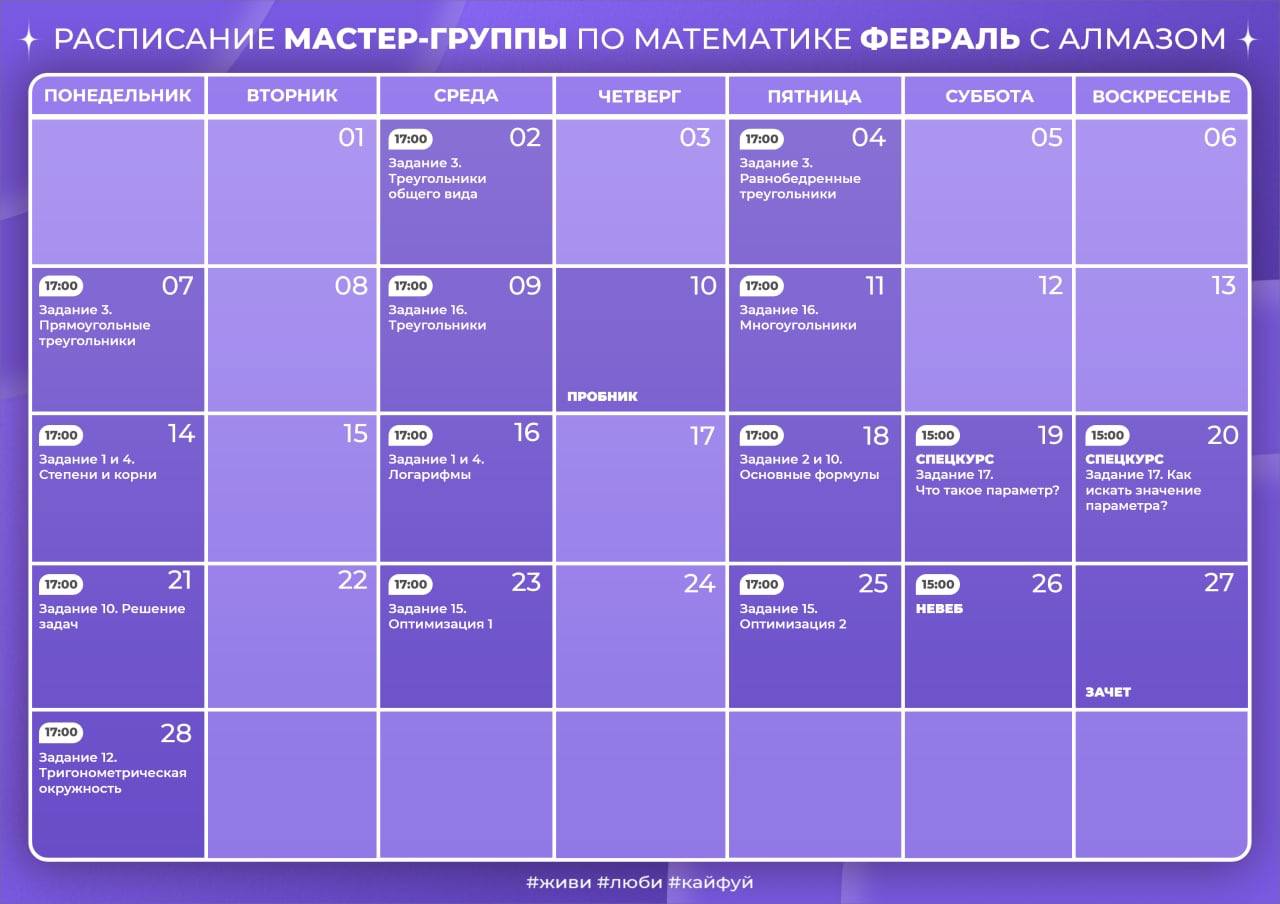 РАСПИСАНИЕ МАСТЕР-ГРУППЫ ПО МАТЕМАТИКЕ ФЕВРАЛЬ С АЛМАЗОМ
ПОНЕДЕЛЬНИК
ВТОРНИК
СРЕДА
ЧЕТВЕРГ
ПЯТНИЦА
СУББОТА
ВОСКРЕСЕНЬЕ
01
17:00 02
Задание 3.
Треугольники
общего вида
03
17:00 04
Задание 3.
Равнобедренные
треугольники
05
06
17:00 07
Задание 3.
Прямоугольные
треугольники
08
17:00 09
Задание 16.
Треугольники
10
ПРОБНИК
17:00 11
Задание 16.
Многоугольники
12
13
17:00 14
Задание 1 и 4.
Степени и корни
15
17:00 16
Задание 1 и 4.
Логарифмы
17
17:00 18
Задание 2 и 10.
Основные формулы
15:00 19
СПЕЦКУРС
Задание 17.
Что такое параметр?
15:00 20
СПЕЦКУРС
Задание 17. Как
искать значение
параметра?
17:00 21
Задание 10. Решение
задач
22
17:00 23
Задание 15.
Оптимизация 1
24
17:00 25
Задание 15.
Оптимизация 2
15:00 26
НЕВЕБ
27
ЗАЧЕТ
17:00 28
Задание 12.
Тригонометрическая
окружность
#живи #люби #кайфуй